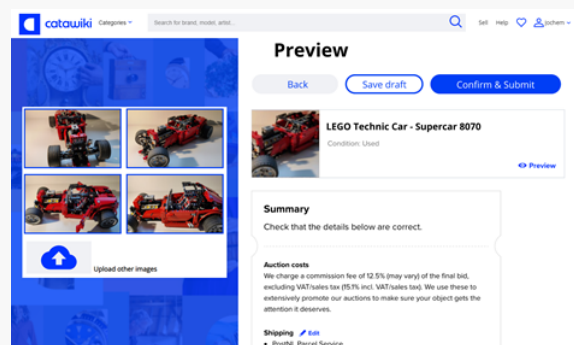 catawiki Categories Search for brand, model, artist... Sell Help jochem
Preview
Back Save draft Confirm & Submit
LEGO Technic Car - Supercar 8070
Condition: Used
Preview
Upload other images
Summary
Check that the details below are correct.
Auction costs
We charge a commission fee of 12.5% (may vary) of the final bid,
excluding VAT/sales tax (15.1% incl. VAT/sales tax). We use these to
extensively promote our auctions to make sure your object gets the
attention it deserves.
Shipping Edit
• PostNL Parcel Service